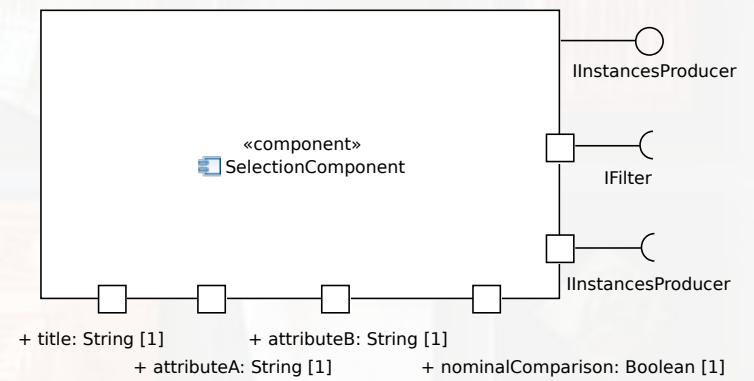 IInstancesProducer
«component»
SelectionComponent
IFilter
IInstancesProducer
+ title: String [1]
+ attributeB: String [1]
+ attributeA: String [1]
+ nominalComparison: Boolean [1]